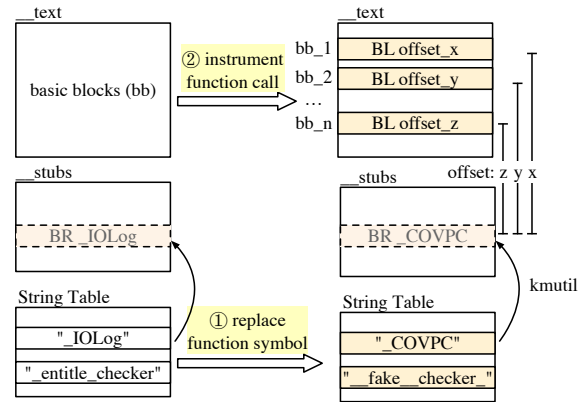 __text
basic blocks (bb)
② instrument
function call
__text
bb_1
BL offset_x
bb_2
BL offset_y
...
bb_n
BL offset_z
offset: z y x
__stubs
BR _IOLog
__stubs
BR _COVPC
kmutil
String Table
"_IOLog"
"_entitle_checker"
① replace
function symbol
String Table
"_COVPC"
"__fake__checker_"